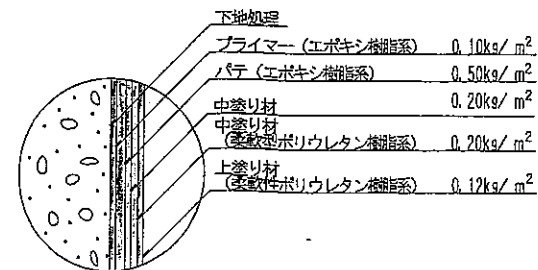 下地処理
プライマー（エポキシ樹脂系） 0.10kg/m²
パテ（エポキシ樹脂系） 0.50kg/m²
中塗り材 0.20kg/m²
中塗り材
（柔軟型ポリウレタン樹脂系） 0.20kg/m²
上塗り材
（柔軟性ポリウレタン樹脂系） 0.12kg/m²